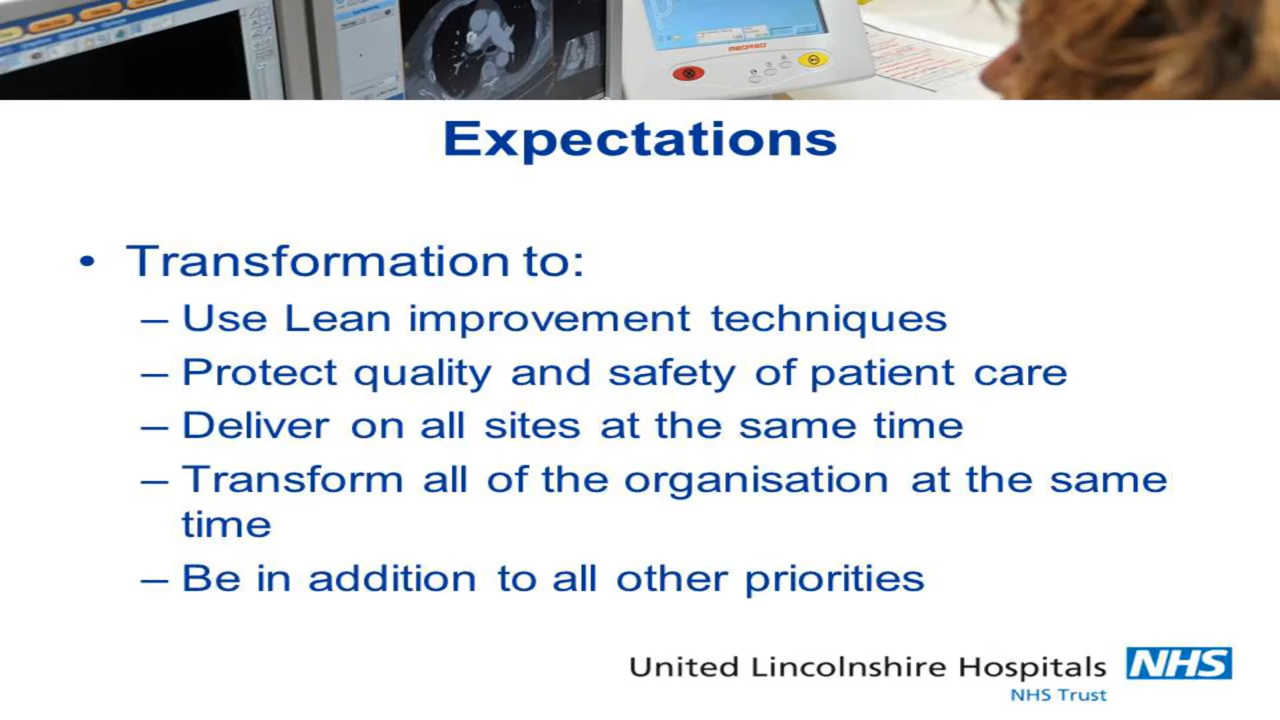 MEDRAD
Expectations
• Transformation to:
– Use Lean improvement techniques
– Protect quality and safety of patient care
– Deliver on all sites at the same time
– Transform all of the organisation at the same
time
– Be in addition to all other priorities
United Lincolnshire Hospitals NHS
NHS Trust